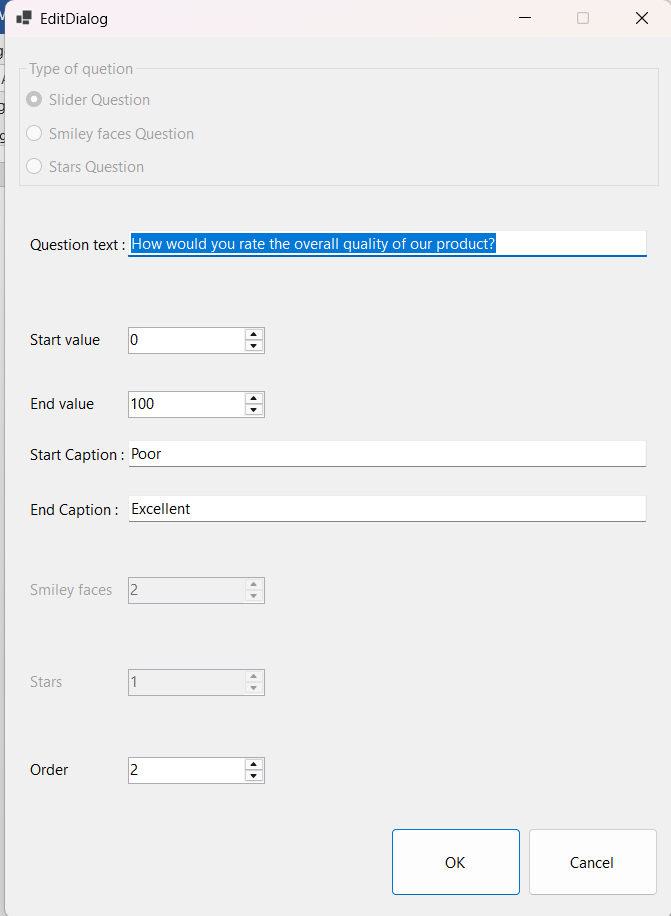 EditDialog
Type of quetion
Slider Question
Smiley faces Question
Stars Question
Question text : How would you rate the overall quality of our product?
Start value 0
End value 100
Start Caption : Poor
End Caption : Excellent
Smiley faces 2
Stars 1
Order 2
OK Cancel